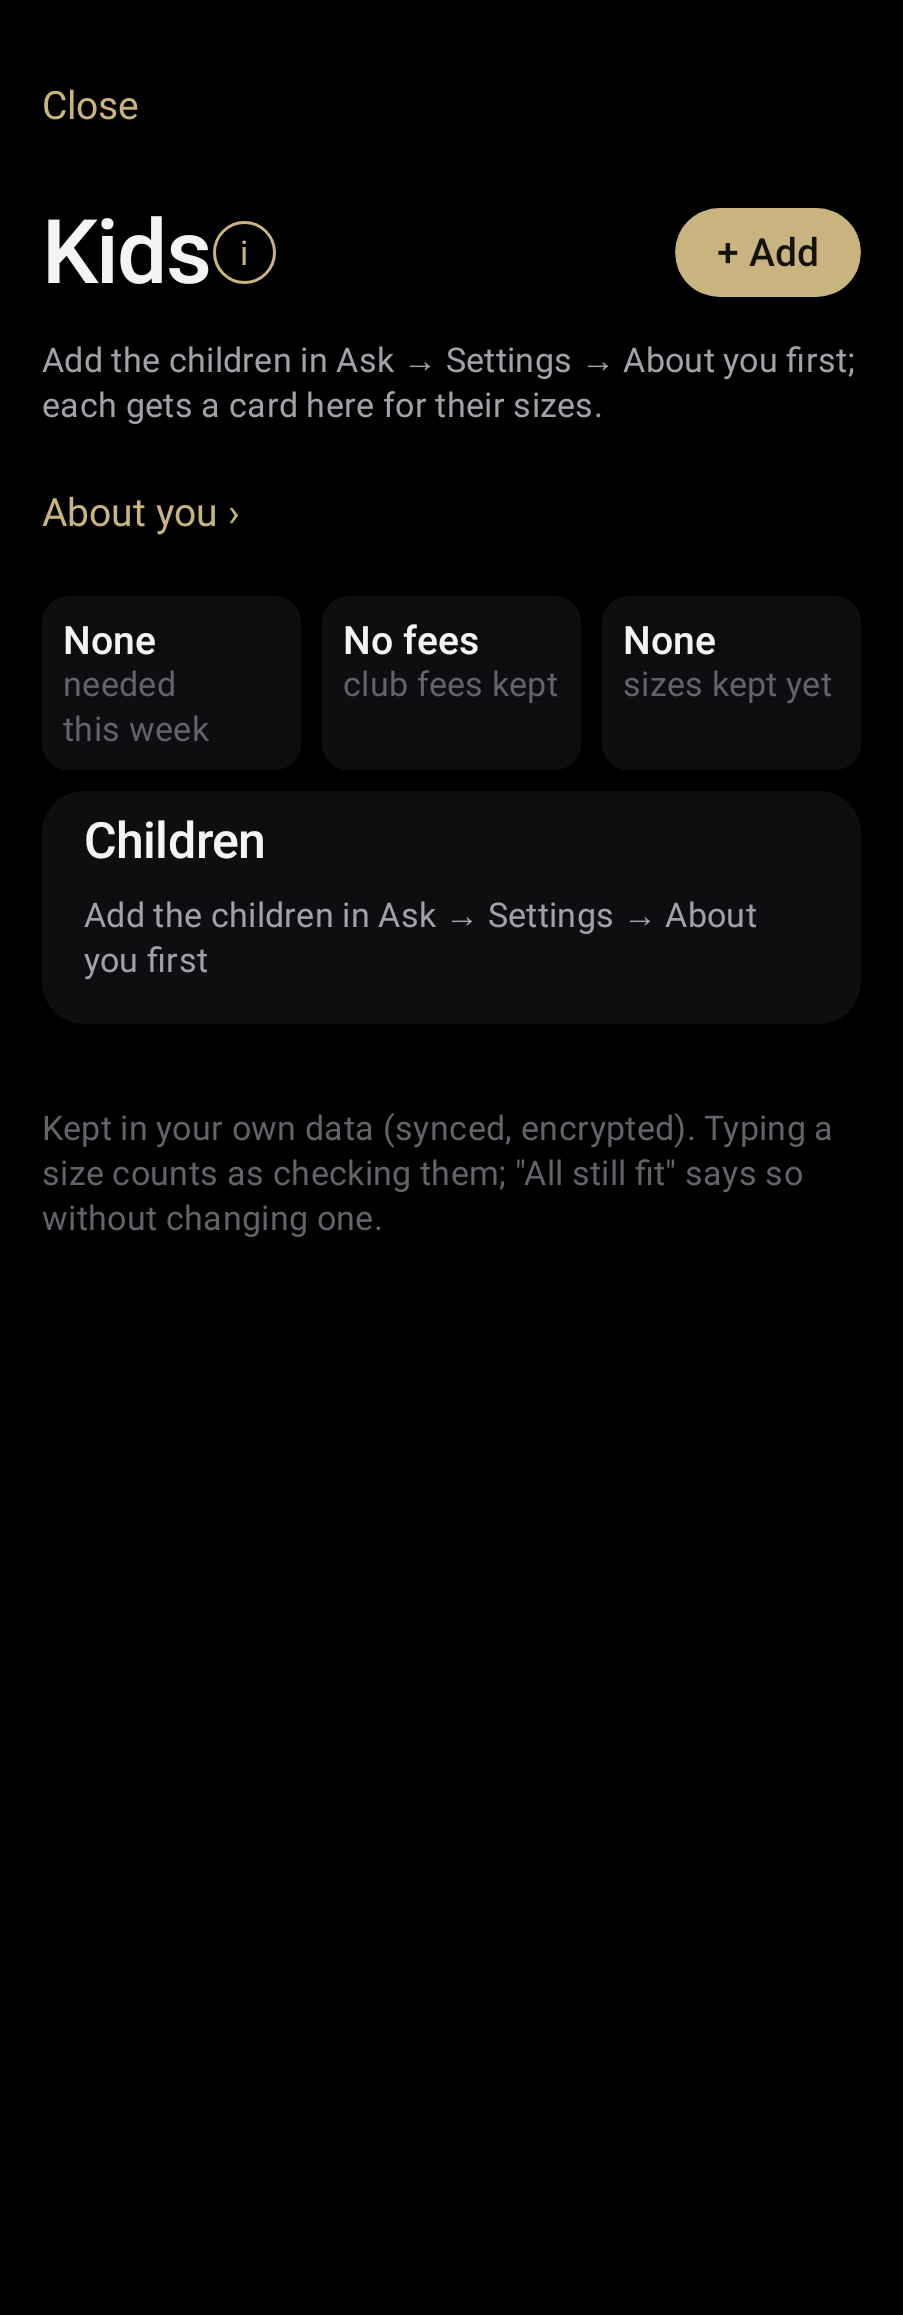 Close
Kids i
+ Add
Add the children in Ask → Settings → About you first;
each gets a card here for their sizes.
About you ›
None
needed
this week
No fees
club fees kept
None
sizes kept yet
Children
Add the children in Ask → Settings → About
you first
Kept in your own data (synced, encrypted). Typing a
size counts as checking them; "All still fit" says so
without changing one.